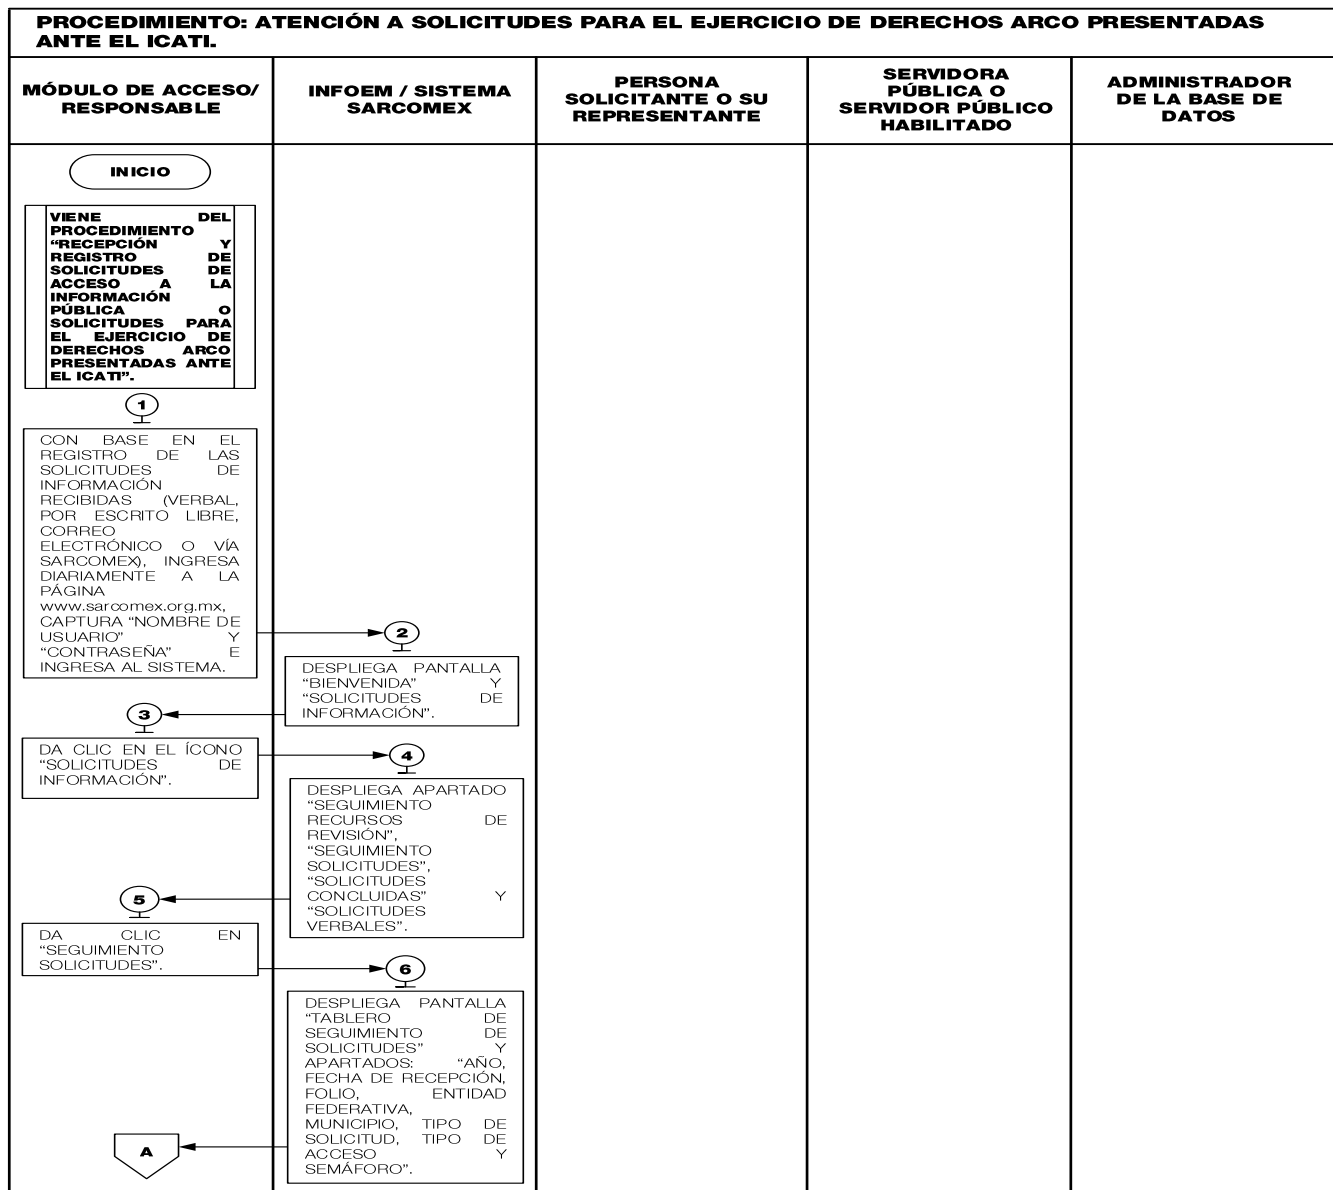 PROCEDIMIENTO: ATENCIÓN A SOLICITUDES PARA EL EJERCICIO DE DERECHOS ARCO PRESENTADAS
ANTE EL ICATI.
MÓDULO DE ACCESO/
RESPONSABLE
INFOEM / SISTEMA
SARCOMEX
PERSONA
SOLICITANTE O SU
REPRESENTANTE
SERVIDORA
PÚBLICA O
SERVIDOR PÚBLICO
HABILITADO
ADMINISTRADOR
DE LA BASE DE
DATOS
INICIO
VIENE DEL
PROCEDIMIENTO
“RECEPCIÓN Y
REGISTRO DE
SOLICITUDES DE
ACCESO A LA
INFORMACIÓN
PÚBLICA O
SOLICITUDES PARA
EL EJERCICIO DE
DERECHOS ARCO
PRESENTADAS ANTE
EL ICATI”.
1
CON BASE EN EL
REGISTRO DE LAS
SOLICITUDES DE
INFORMACIÓN
RECIBIDAS (VERBAL,
POR ESCRITO LIBRE,
CORREO
ELECTRÓNICO O VÍA
SARCOMEX), INGRESA
DIARIAMENTE A LA
PÁGINA
www.sarcomex.org.mx,
CAPTURA “NOMBRE DE
USUARIO” Y
“CONTRASEÑA” E
INGRESA AL SISTEMA.
2
DESPLIEGA PANTALLA
“BIENVENIDA” Y
“SOLICITUDES DE
INFORMACIÓN”.
3
DA CLIC EN EL ÍCONO
“SOLICITUDES DE
INFORMACIÓN”.
4
DESPLIEGA APARTADO
“SEGUIMIENTO
RECURSOS DE
REVISIÓN”,
“SEGUIMIENTO
SOLICITUDES”,
“SOLICITUDES
CONCLUIDAS” Y
“SOLICITUDES
VERBALES”.
5
DA CLIC EN
“SEGUIMIENTO
SOLICITUDES”.
6
DESPLIEGA PANTALLA
“TABLERO DE
SEGUIMIENTO DE
SOLICITUDES” Y
APARTADOS: “AÑO,
FECHA DE RECEPCIÓN,
FOLIO, ENTIDAD
FEDERATIVA,
MUNICIPIO, TIPO DE
SOLICITUD, TIPO DE
ACCESO Y
SEMÁFORO”.
A